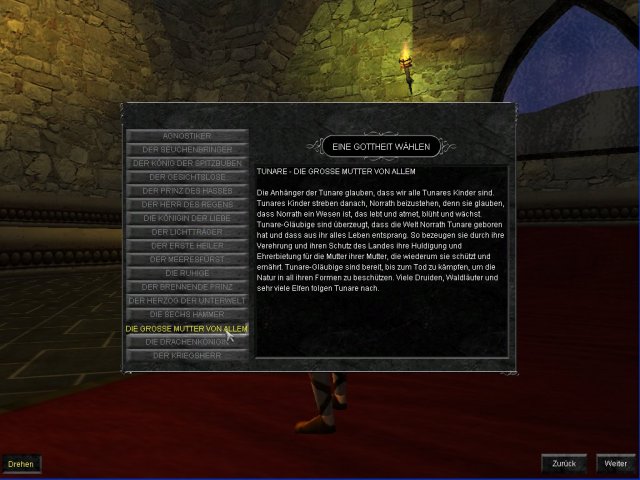 EINE GOTTHEIT WÄHLEN
AGNOSTIKER
DER SEUCHENBRINGER
DER KÖNIG DER SPITZBUBEN
DER GESICHTSLOSE
DER PRINZ DES HASSES
DER HERR DES REGENS
DIE KÖNIGIN DER LIEBE
DER LICHTTRÄGER
DER ERSTE HEILER
DER MEERESFÜRST
DIE RUHIGE
DER BRENNENDE PRINZ
DER HERZOG DER UNTERWELT
DIE SECHS HÄMMER
DIE GROSSE MUTTER VON ALLEM
DIE DRACHENKÖNIGIN
DER KRIEGSHERR
TUNARE - DIE GROSSE MUTTER VON ALLEM
Die Anhänger der Tunare glauben, dass wir alle Tunares Kinder sind.
Tunares Kinder streben danach, Norrath beizustehen, denn sie glauben,
dass Norrath ein Wesen ist, das lebt und atmet, blüht und wächst.
Tunare-Gläubige sind überzeugt, dass die Welt Norrath Tunare geboren
hat und dass aus ihr alles Leben entsprang. So bezeugen sie durch ihre
Verehrung und ihren Schutz des Landes ihre Huldigung und
Ehrerbietung für die Mutter ihrer Mutter, die wiederum sie schützt und
ernährt. Tunare-Gläubige sind bereit, bis zum Tod zu kämpfen, um die
Natur in all ihren Formen zu beschützen. Viele Druiden, Waldläufer und
sehr viele Elfen folgen Tunare nach.
Drehen
Zurück
Weiter